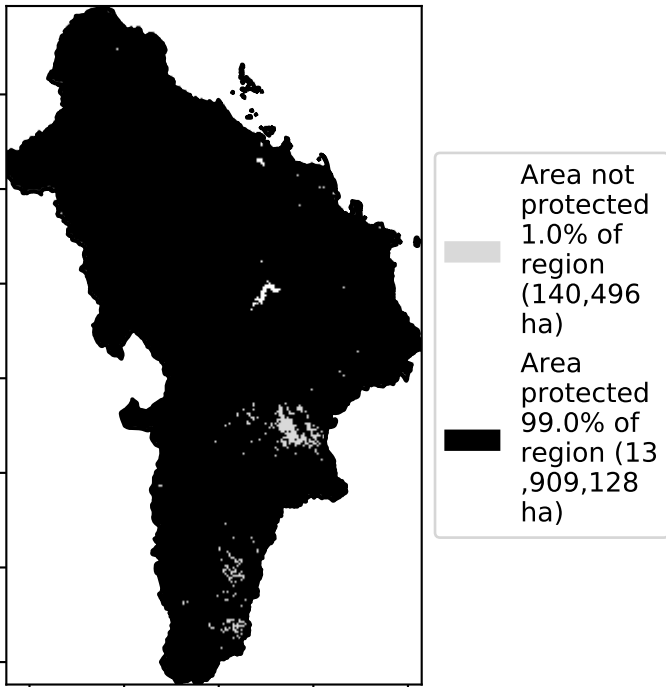 Area not
protected
1.0% of
region
(140,496
ha)
Area
protected
99.0% of
region (13
,909,128
ha)